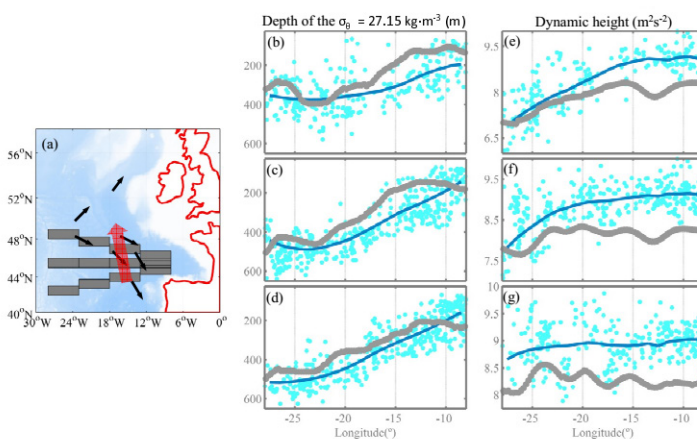 Depth of the σθ = 27.15 kg·m-3 (m)
Dynamic height (m2s-2)
(b)
200
400
600
(e)
9.5
8
6.5
(a)
56°N
52°N
48°N
44°N
40°N
30°W
24°W
18°W
12°W
6°W
0°
(c)
200
400
600
(f)
9.5
8.5
7.5
(d)
200
400
600
(g)
10
9.5
9
8.5
8
-25
-20
-15
-10
Longitude(°)
-25
-20
-15
-10
Longitude(°)